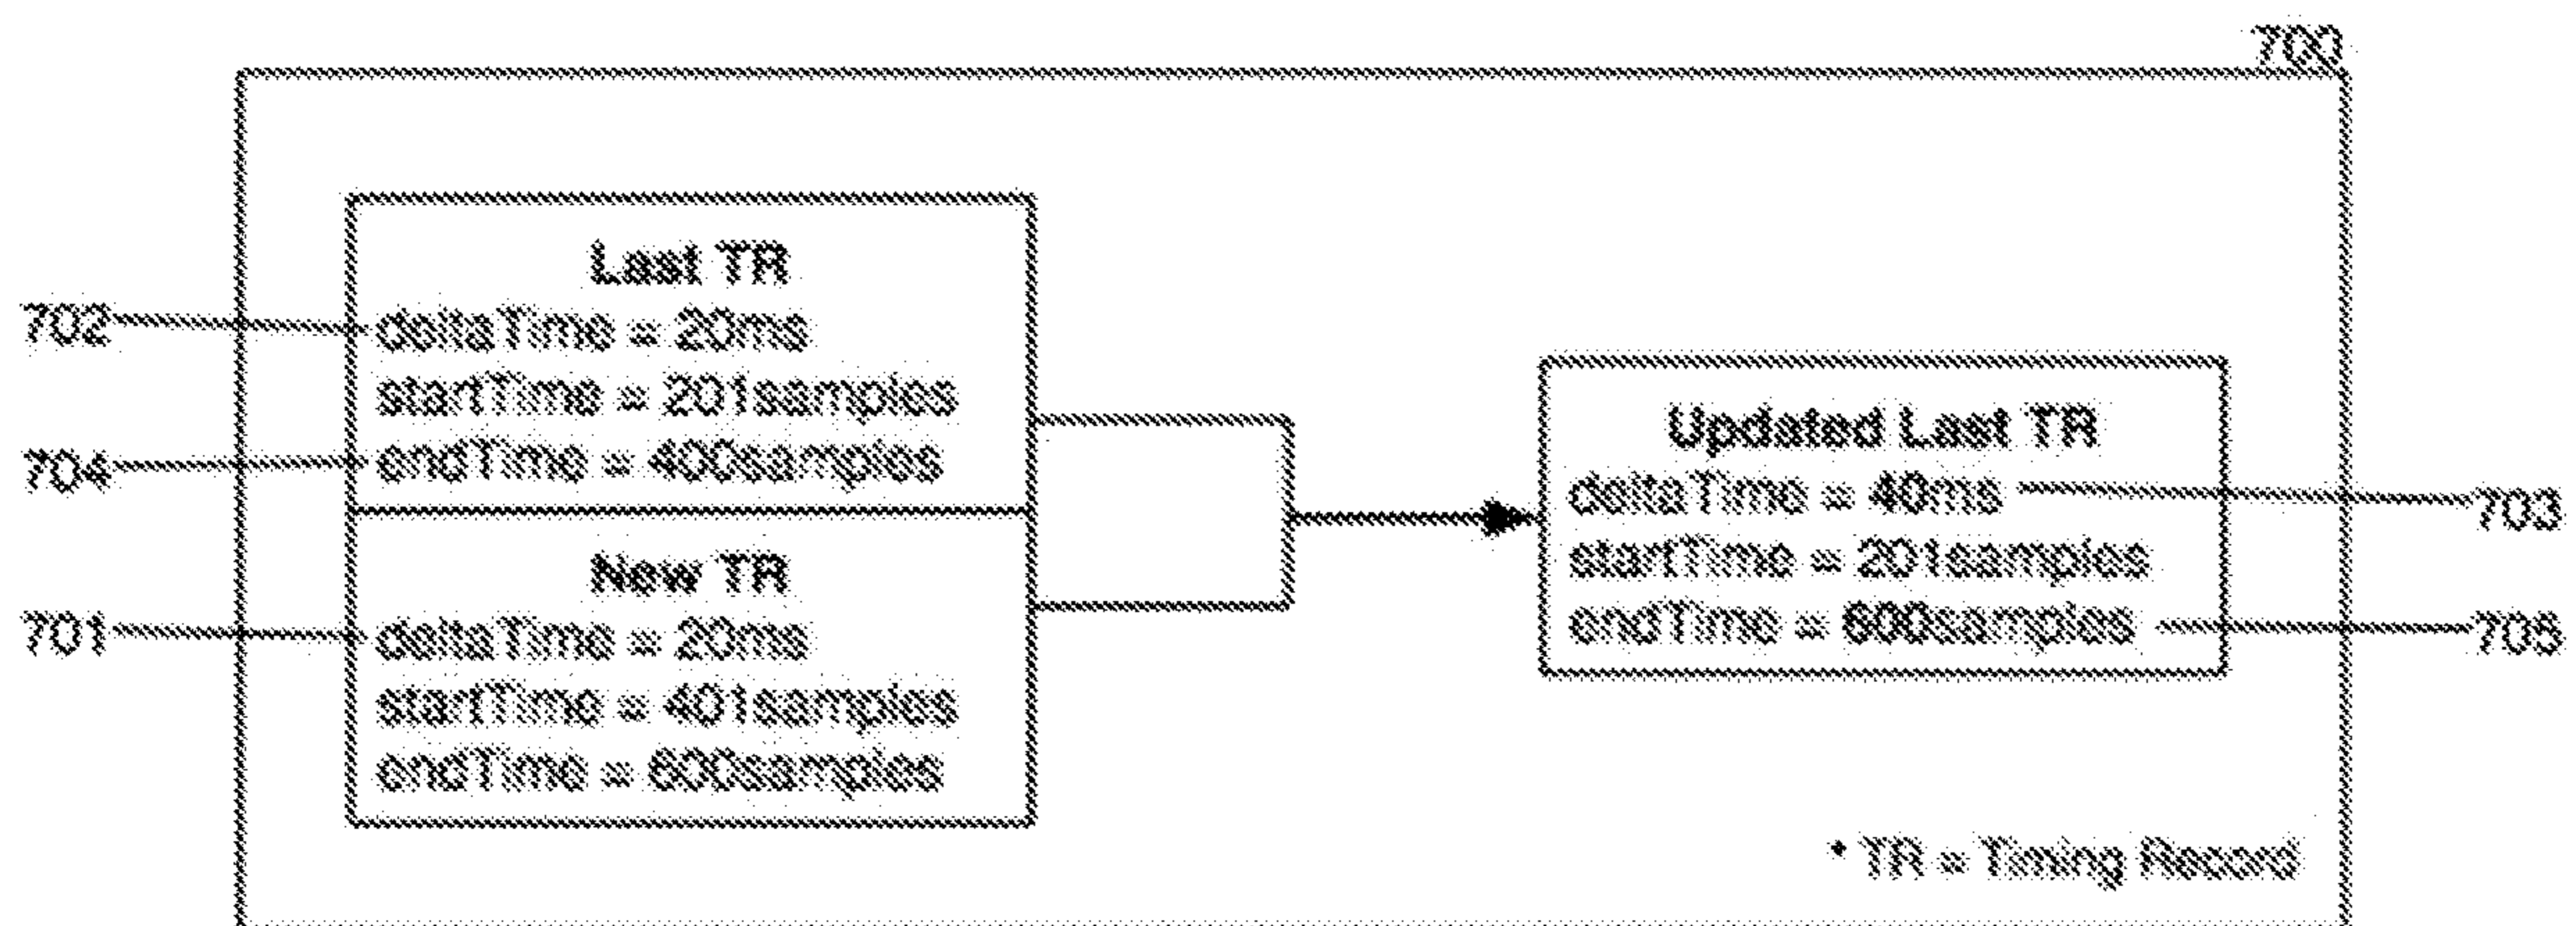 700
Last TR
702
deltaTime = 20ms
startTime = 201samples
704
endTime = 400samples
New TR
701
deltaTime = 20ms
startTime = 401samples
endTime = 600samples
Updated Last TR
deltaTime = 40ms
703
startTime = 201samples
endTime = 600samples
705
* TR = Timing Record